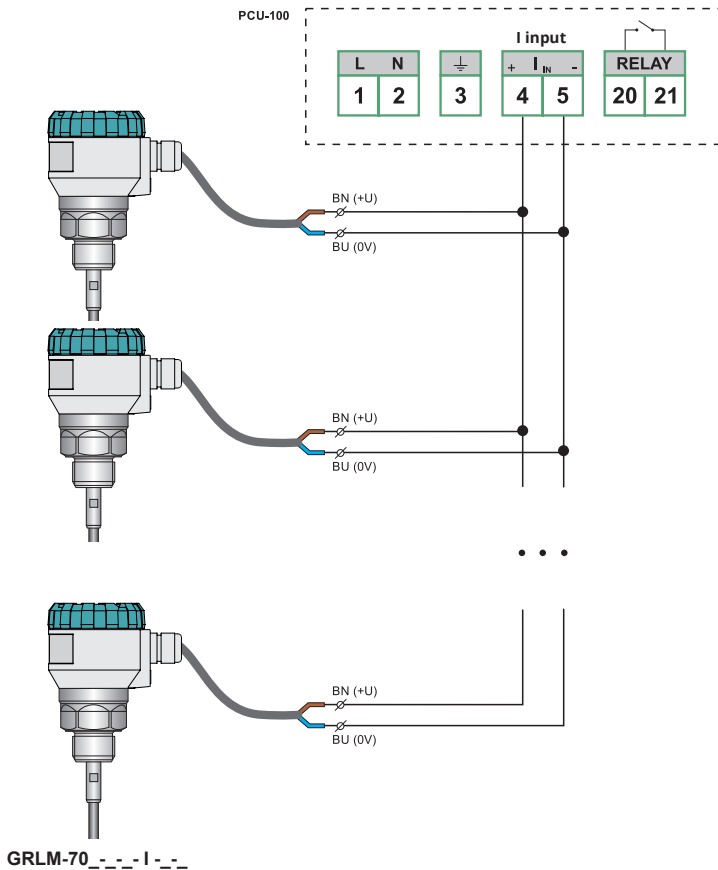 PCU-100
I input
L N
+ I IN -
RELAY
1 2 3 4 5 20 21
BN (+U)
BU (0V)
BN (+U)
BU (0V)
• • •
BN (+U)
BU (0V)
GRLM-70_-_-_- I -_-_